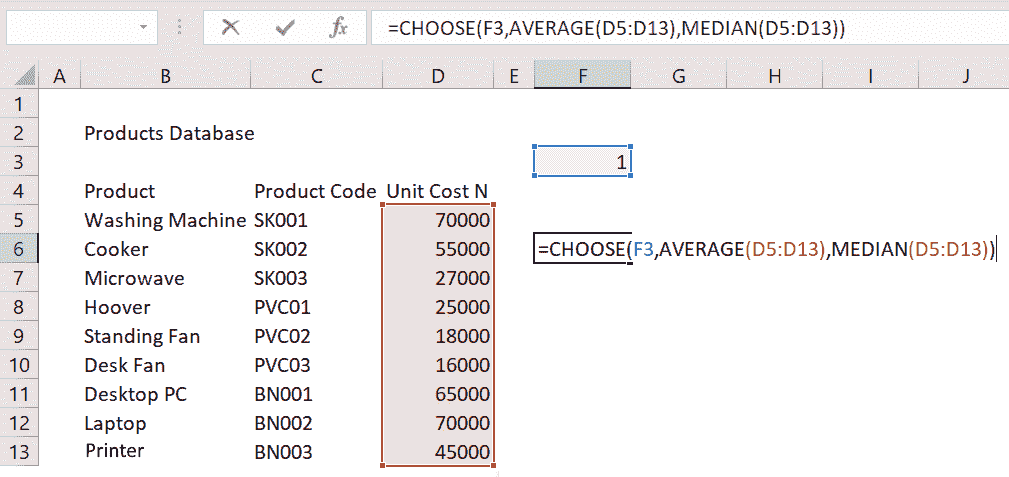 fx =CHOOSE(F3,AVERAGE(D5:D13),MEDIAN(D5:D13))
A B C D E F G H I J
1
2 Products Database
3 1
4 Product Product Code Unit Cost N
5 Washing Machine SK001 70000
6 Cooker SK002 55000 =CHOOSE(F3,AVERAGE(D5:D13),MEDIAN(D5:D13))
7 Microwave SK003 27000
8 Hoover PVC01 25000
9 Standing Fan PVC02 18000
10 Desk Fan PVC03 16000
11 Desktop PC BN001 65000
12 Laptop BN002 70000
13 Printer BN003 45000